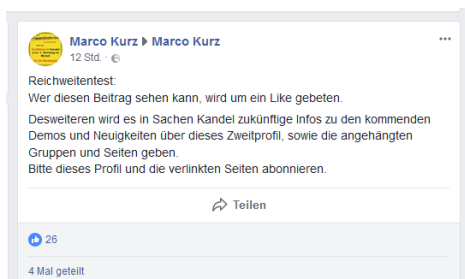 Marco Kurz ▶ Marco Kurz
12 Std. ·
Reichweitentest:
Wer diesen Beitrag sehen kann, wird um ein Like gebeten.
Desweiteren wird es in Sachen Kandel zukünftige Infos zu den kommenden
Demos und Neuigkeiten über dieses Zweitprofil, sowie die angehängten
Gruppen und Seiten geben.
Bitte dieses Profil und die verlinkten Seiten abonnieren.
Teilen
26
4 Mal geteilt